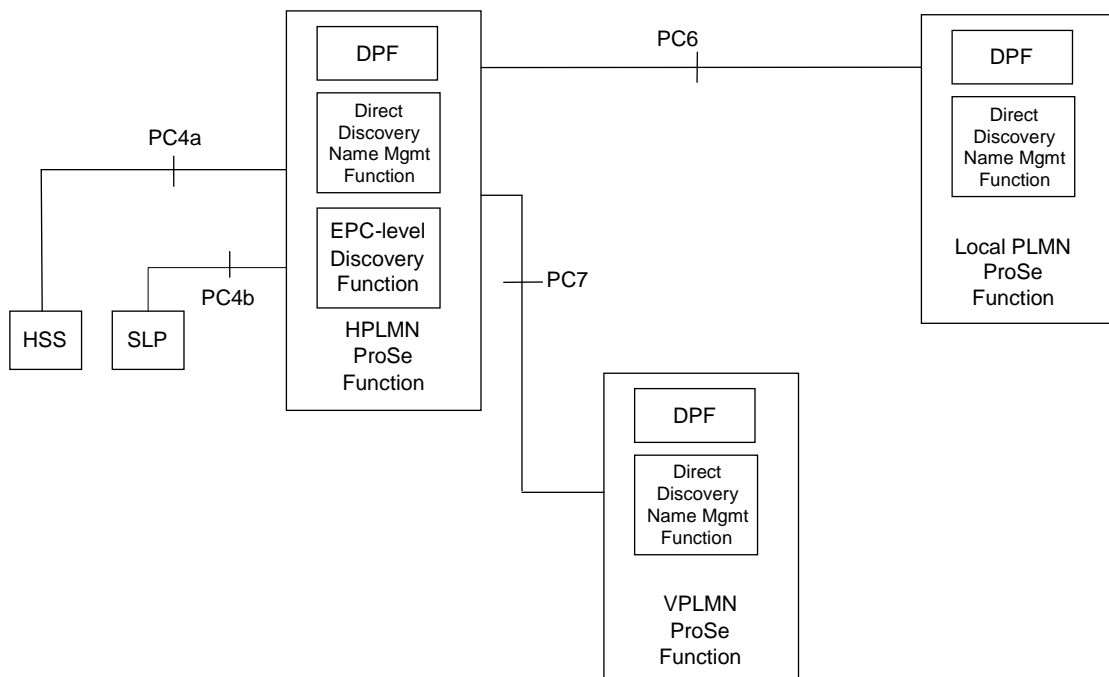 PC6
DPF
DPF
Direct
Discovery
Name Mgmt
Function
Direct
Discovery
Name Mgmt
Function
PC4a
EPC-level
Discovery
Function
Local PLMN
ProSe
Function
PC4b
PC7
HSS
SLP
HPLMN
ProSe
Function
DPF
Direct
Discovery
Name Mgmt
Function
VPLMN
ProSe
Function